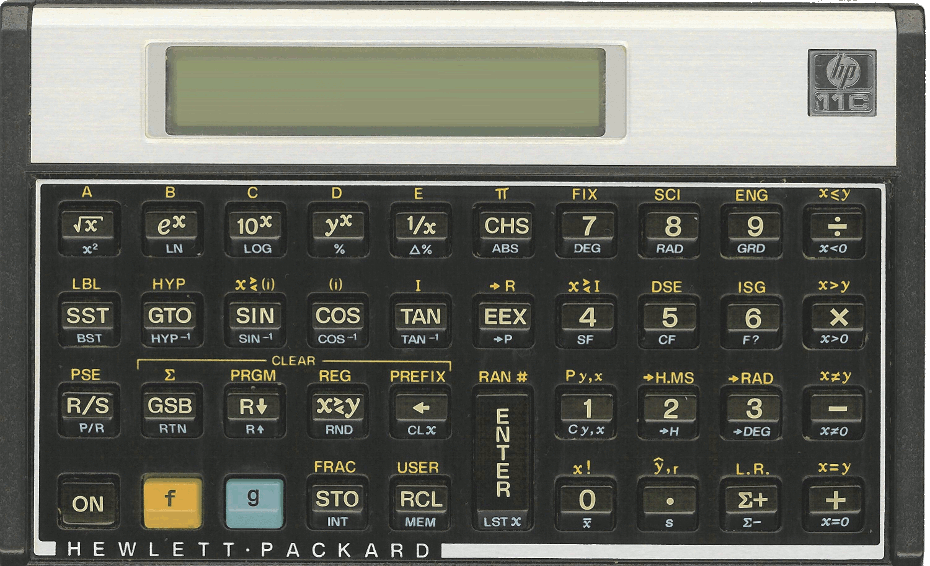 hp
11C
A B C D E π FIX SCI ENG x≤y
√x eˣ 10ˣ yˣ 1/x CHS 7 8 9 ÷
x² LN LOG % Δ% ABS DEG RAD GRD x<0
LBL HYP x≷(i) (i) I →R x≷I DSE ISG x>y
SST GTO SIN COS TAN EEX 4 5 6 ×
BST HYP⁻¹ SIN⁻¹ COS⁻¹ TAN⁻¹ →P SF CF F? x>0
CLEAR
PSE Σ PRGM REG PREFIX RAN # Py,x →H.MS →RAD x≠y
R/S GSB R↓ x≷y ← ENTER 1 2 3 −
P/R RTN R↑ RND CLx Cy,x →H →DEG x≠0
FRAC USER x! ŷ,r L.R. x=y
ON f g STO RCL 0 . Σ+ +
INT MEM LSTx x̄ s Σ− x=0
HEWLETT·PACKARD